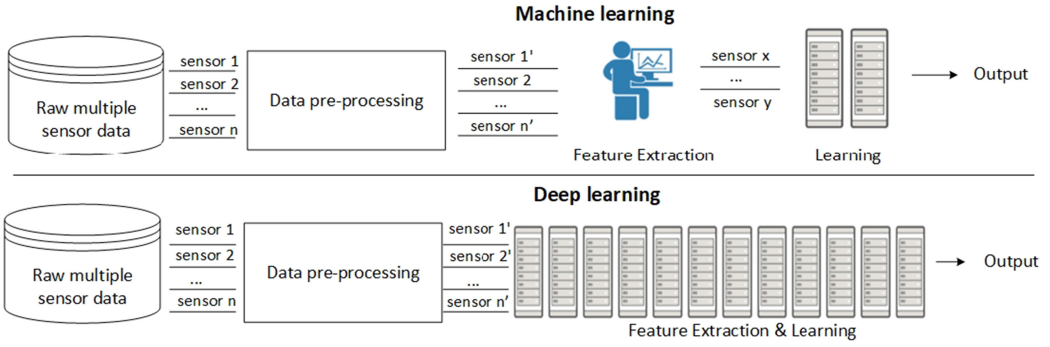 Machine learning
Raw multiple
sensor data
sensor 1
sensor 2
...
sensor n
Data pre-processing
sensor 1'
sensor 2
...
sensor n’
Feature Extraction
sensor x
...
sensor y
Learning
Output
Deep learning
Raw multiple
sensor data
sensor 1
sensor 2
...
sensor n
Data pre-processing
sensor 1'
sensor 2'
...
sensor n’
Feature Extraction & Learning
Output